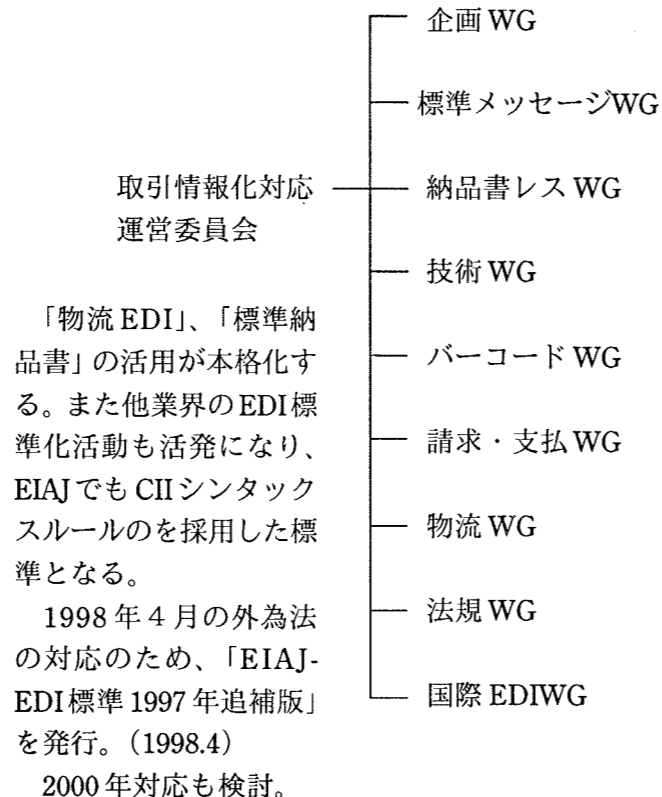 取引情報化対応
運営委員会
企画WG
標準メッセージWG
納品書レスWG
技術WG
バーコードWG
請求・支払WG
物流WG
法規WG
国際EDIWG
「物流EDI」、「標準納
品書」の活用が本格化す
る。また他業界のEDI標
準化活動も活発になり、
EIAJでもCIIシンタック
スルールのを採用した標
準となる。
1998年4月の外為法
の対応のため、「EIAJ-
EDI標準1997年追補版」
を発行。（1998.4）
2000年対応も検討。